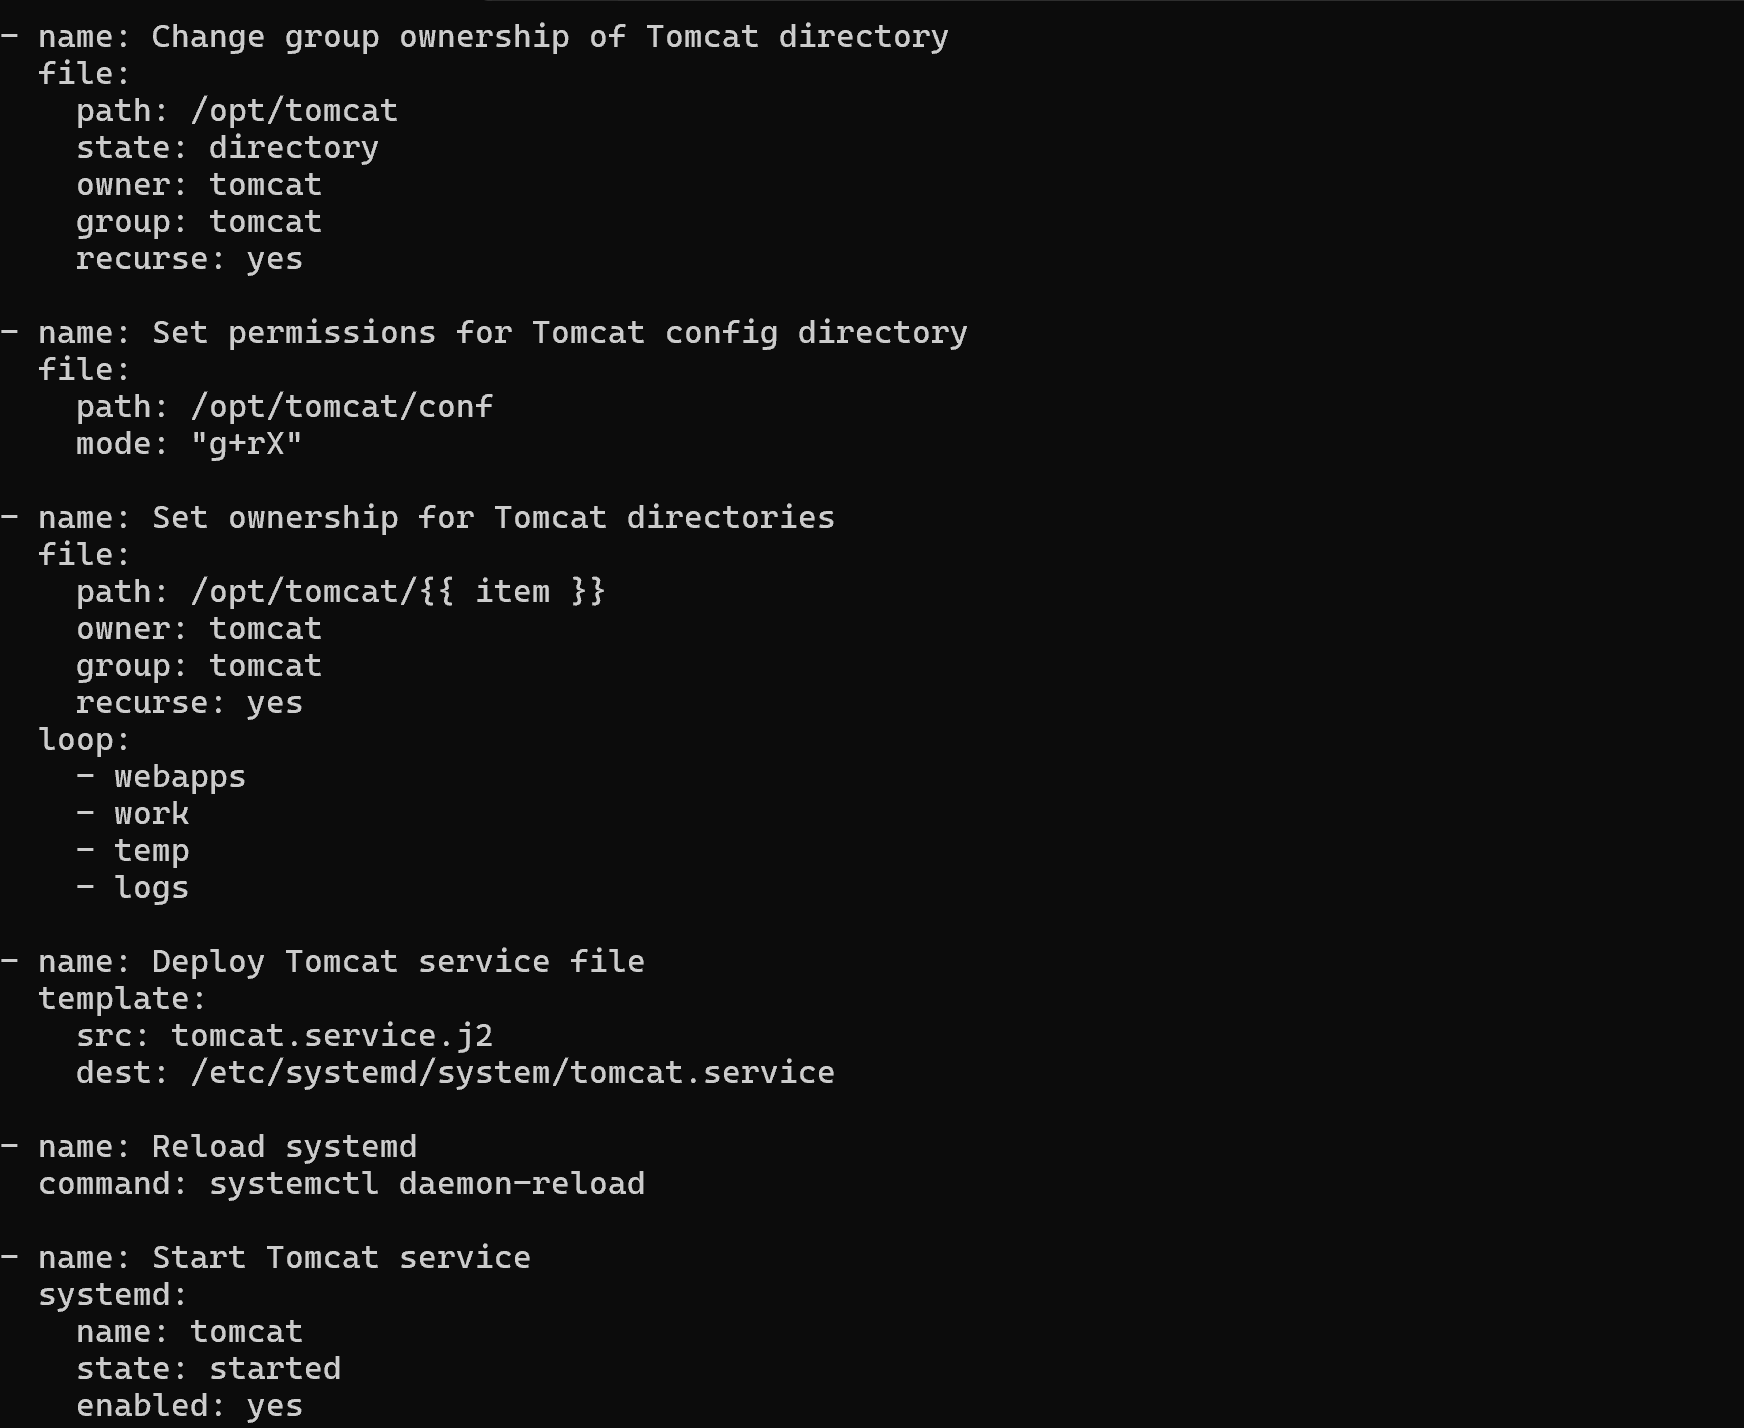 - name: Change group ownership of Tomcat directory
  file:
    path: /opt/tomcat
    state: directory
    owner: tomcat
    group: tomcat
    recurse: yes

- name: Set permissions for Tomcat config directory
  file:
    path: /opt/tomcat/conf
    mode: "g+rX"

- name: Set ownership for Tomcat directories
  file:
    path: /opt/tomcat/{{ item }}
    owner: tomcat
    group: tomcat
    recurse: yes
  loop:
    - webapps
    - work
    - temp
    - logs

- name: Deploy Tomcat service file
  template:
    src: tomcat.service.j2
    dest: /etc/systemd/system/tomcat.service

- name: Reload systemd
  command: systemctl daemon-reload

- name: Start Tomcat service
  systemd:
    name: tomcat
    state: started
    enabled: yes